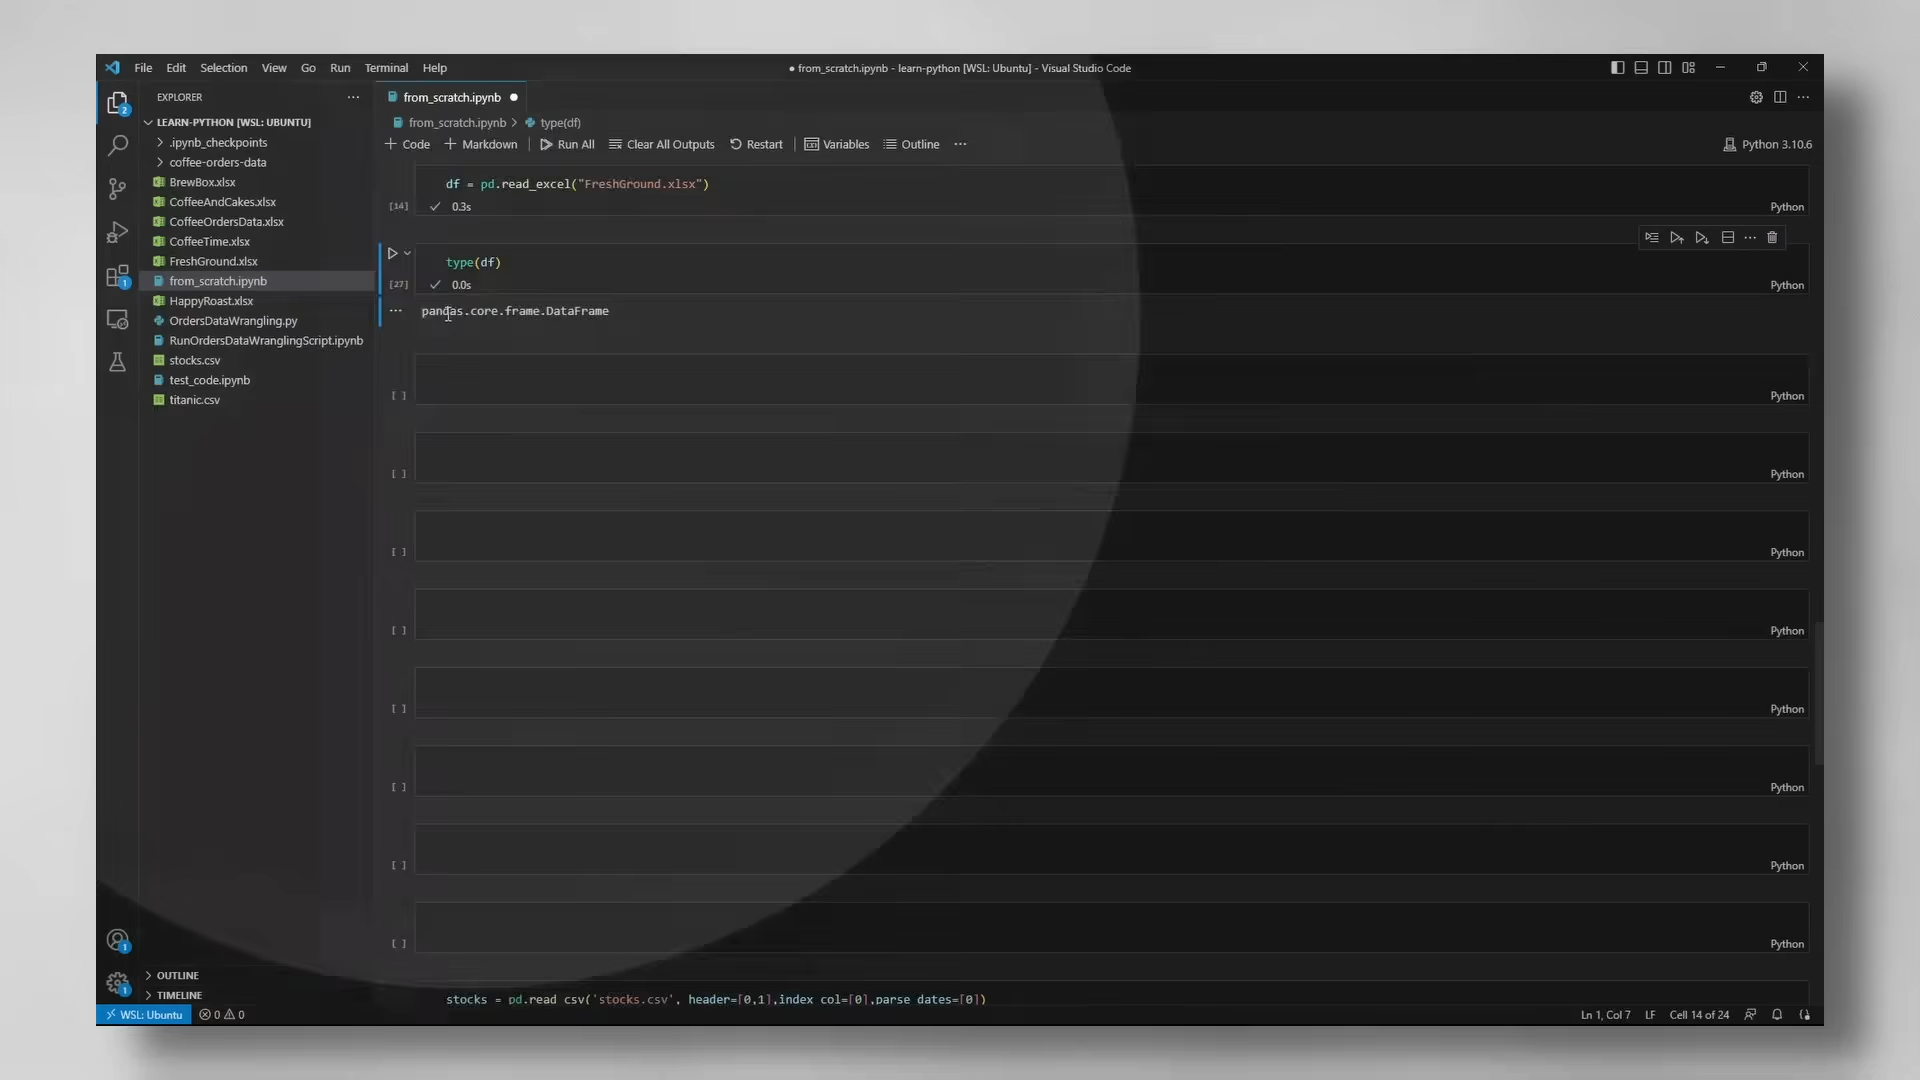 File Edit Selection View Go Run Terminal Help
● from_scratch.ipynb - learn-python [WSL: Ubuntu] - Visual Studio Code
EXPLORER
LEARN-PYTHON [WSL: UBUNTU]
.ipynb_checkpoints
coffee-orders-data
BrewBox.xlsx
CoffeeAndCakes.xlsx
CoffeeOrdersData.xlsx
CoffeeTime.xlsx
FreshGround.xlsx
from_scratch.ipynb
HappyRoast.xlsx
OrdersDataWrangling.py
RunOrdersDataWranglingScript.ipynb
stocks.csv
test_code.ipynb
titanic.csv
OUTLINE
TIMELINE
2
1
1
1
from_scratch.ipynb ●
from_scratch.ipynb > type(df)
+ Code + Markdown Run All Clear All Outputs Restart Variables Outline ...
Python 3.10.6
df = pd.read_excel("FreshGround.xlsx")
[14] 0.3s Python
type(df)
[27] 0.0s Python
pandas.core.frame.DataFrame
[ ] Python
[ ] Python
[ ] Python
[ ] Python
[ ] Python
[ ] Python
[ ] Python
[ ] Python
stocks = pd.read_csv('stocks.csv', header=[0,1],index_col=[0],parse_dates=[0])
WSL: Ubuntu 0 0
Ln 1, Col 7 LF Cell 14 of 24